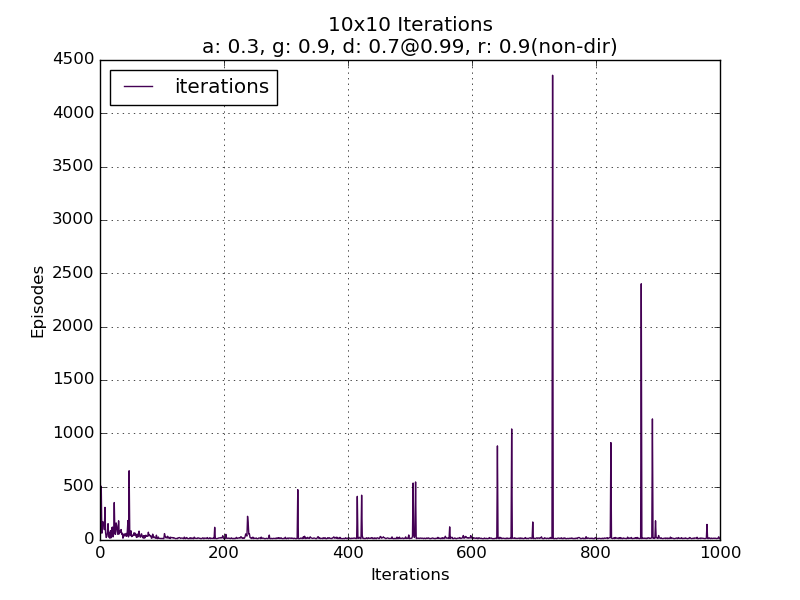 10x10 Iterations
a: 0.3, g: 0.9, d: 0.7@0.99, r: 0.9(non-dir)
4500
iterations
4000
3500
3000
2500
Episodes
2000
1500
1000
500
0
0 200 400 600 800 1000
Iterations